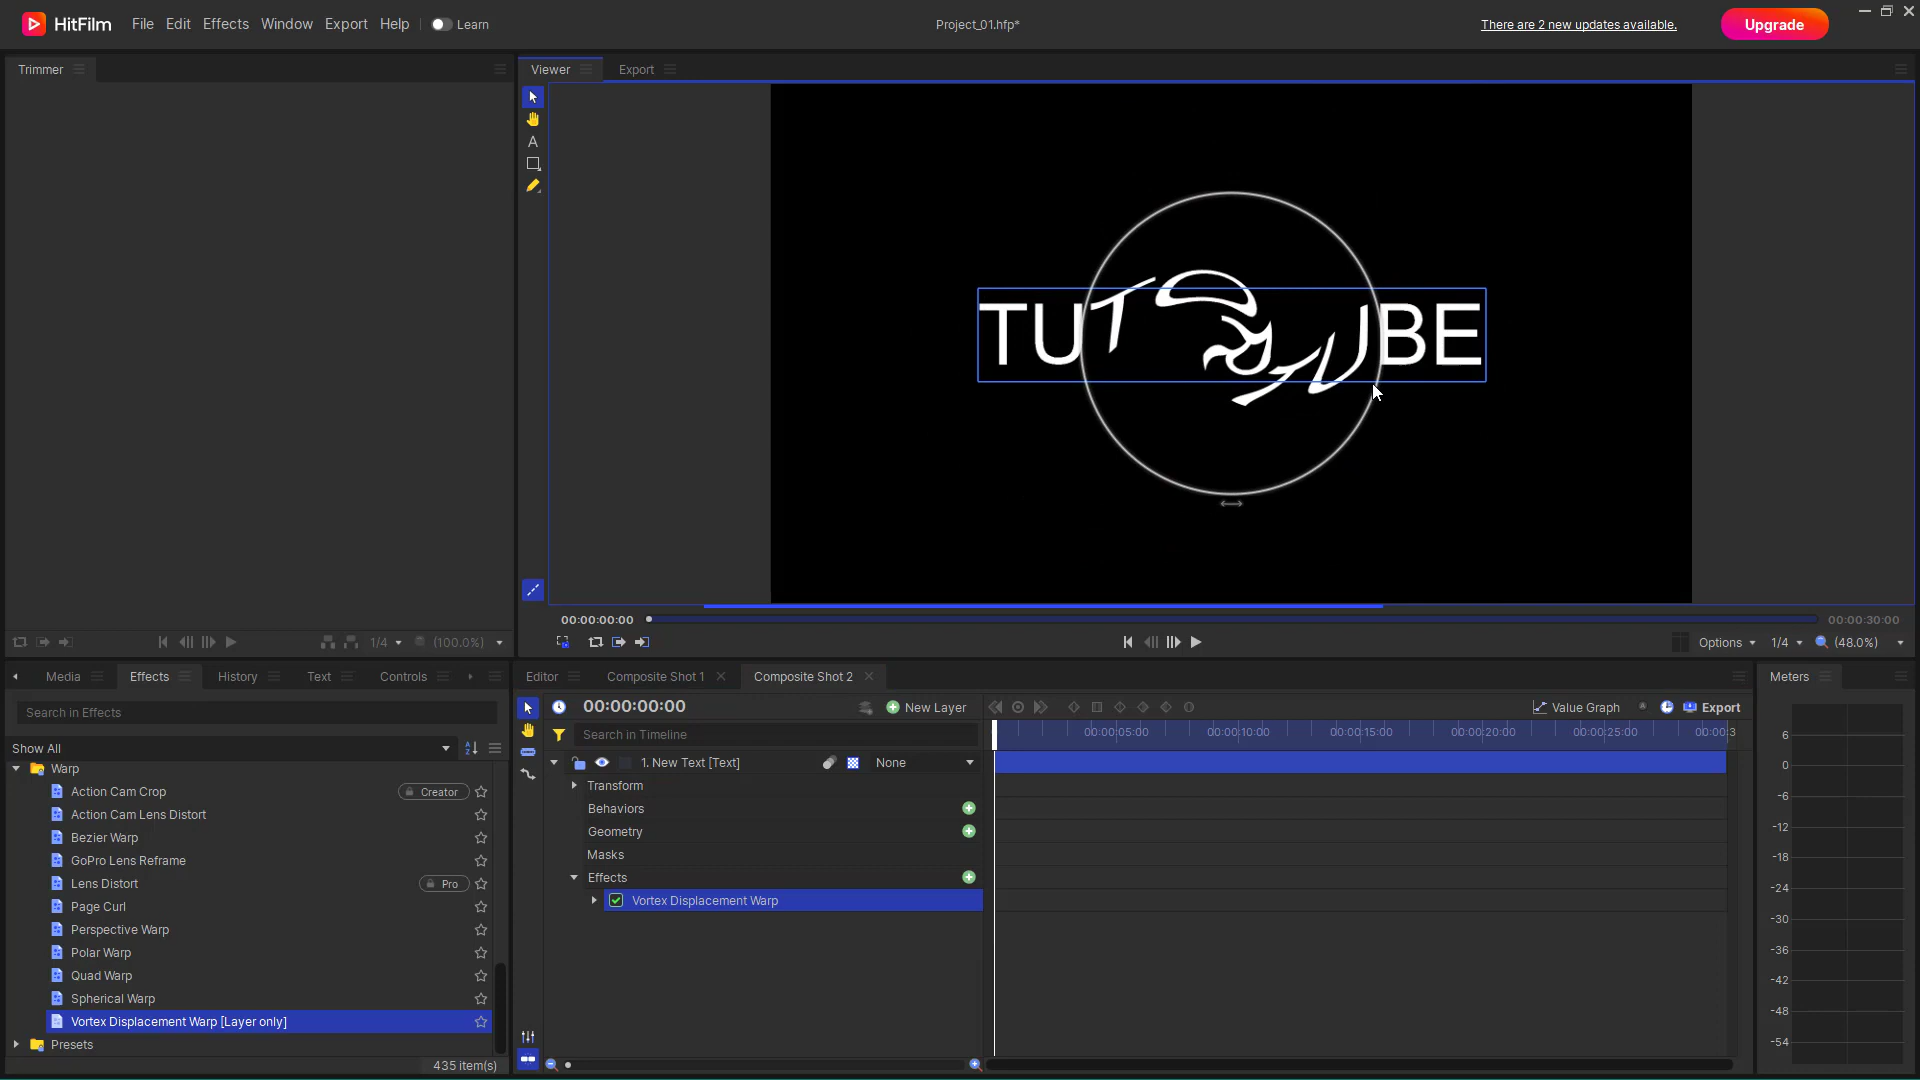 HitFilm File Edit Effects Window Export Help Learn Project_01.hfp* There are 2 new updates available. Upgrade
Trimmer
Viewer Export
A
TUT BE
1/4 (100.0%)
00:00:00:00 00:00:30:00
Options 1/4 (48.0%)
Media Effects History Text Controls
Search in Effects
Show All
Warp
Action Cam Crop Creator
Action Cam Lens Distort
Bezier Warp
GoPro Lens Reframe
Lens Distort Pro
Page Curl
Perspective Warp
Polar Warp
Quad Warp
Spherical Warp
Vortex Displacement Warp [Layer only]
Presets
435 item(s)
Editor Composite Shot 1 Composite Shot 2
00:00:00:00 New Layer Value Graph Export
Search in Timeline
00:00:05:00 00:00:10:00 00:00:15:00 00:00:20:00 00:00:25:00 00:00:3
1. New Text [Text] None
Transform
Behaviors
Geometry
Masks
Effects
Vortex Displacement Warp
Meters
6
0
-6
-12
-18
-24
-30
-36
-42
-48
-54